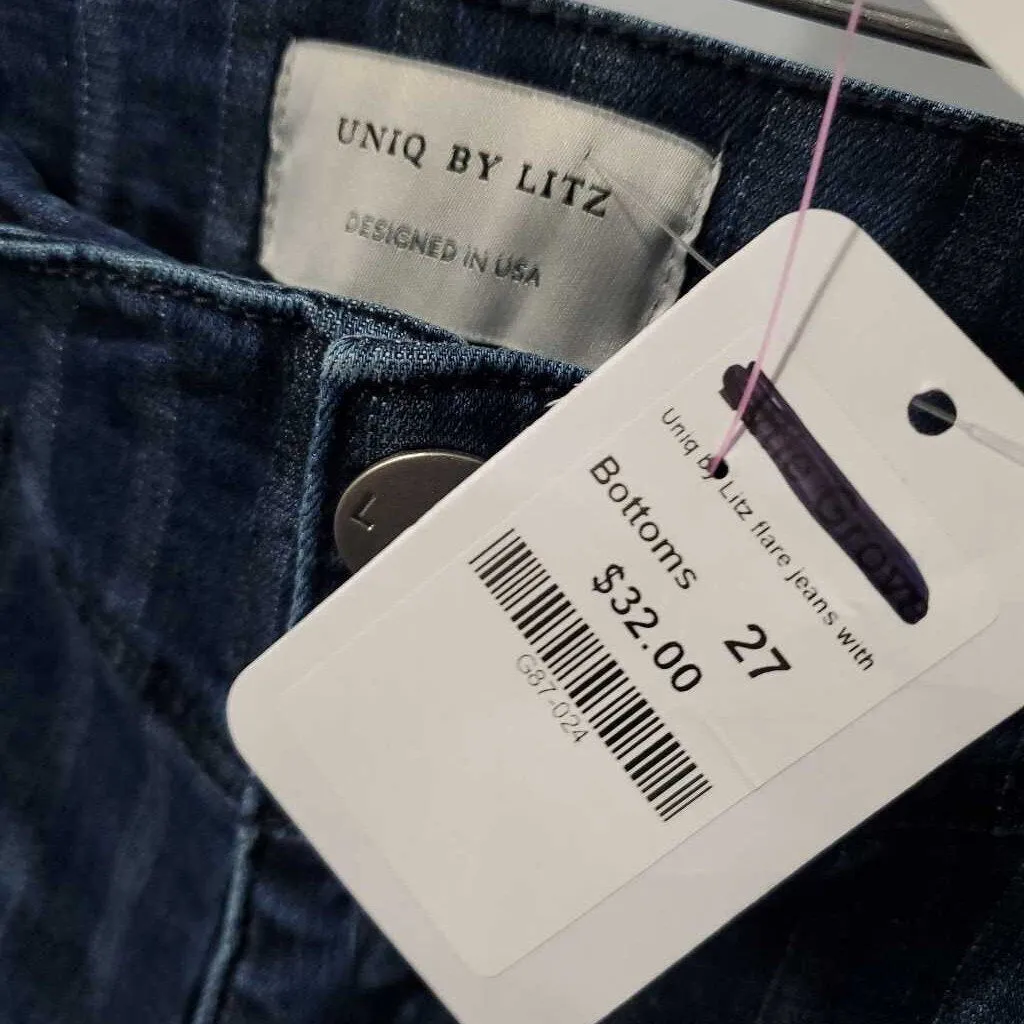 UNIQ BY LITZ
DESIGNED IN USA
L
Uniq by Litz flare jeans with
Bottoms
27
$32.00
G87-024